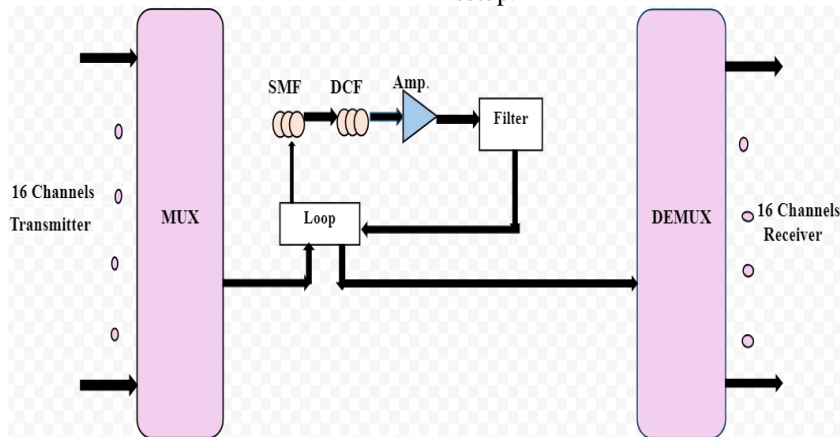 SMF
DCF
Amp.
Filter
16 Channels
Transmitter
MUX
Loop
DEMUX
16 Channels
Receiver